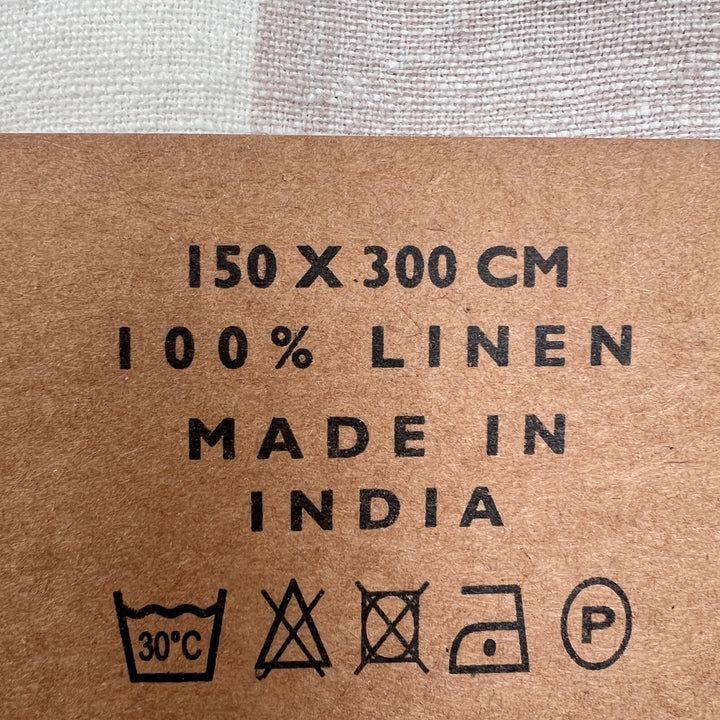 150 X 300 CM
100% LINEN
MADE IN
INDIA
30°C P